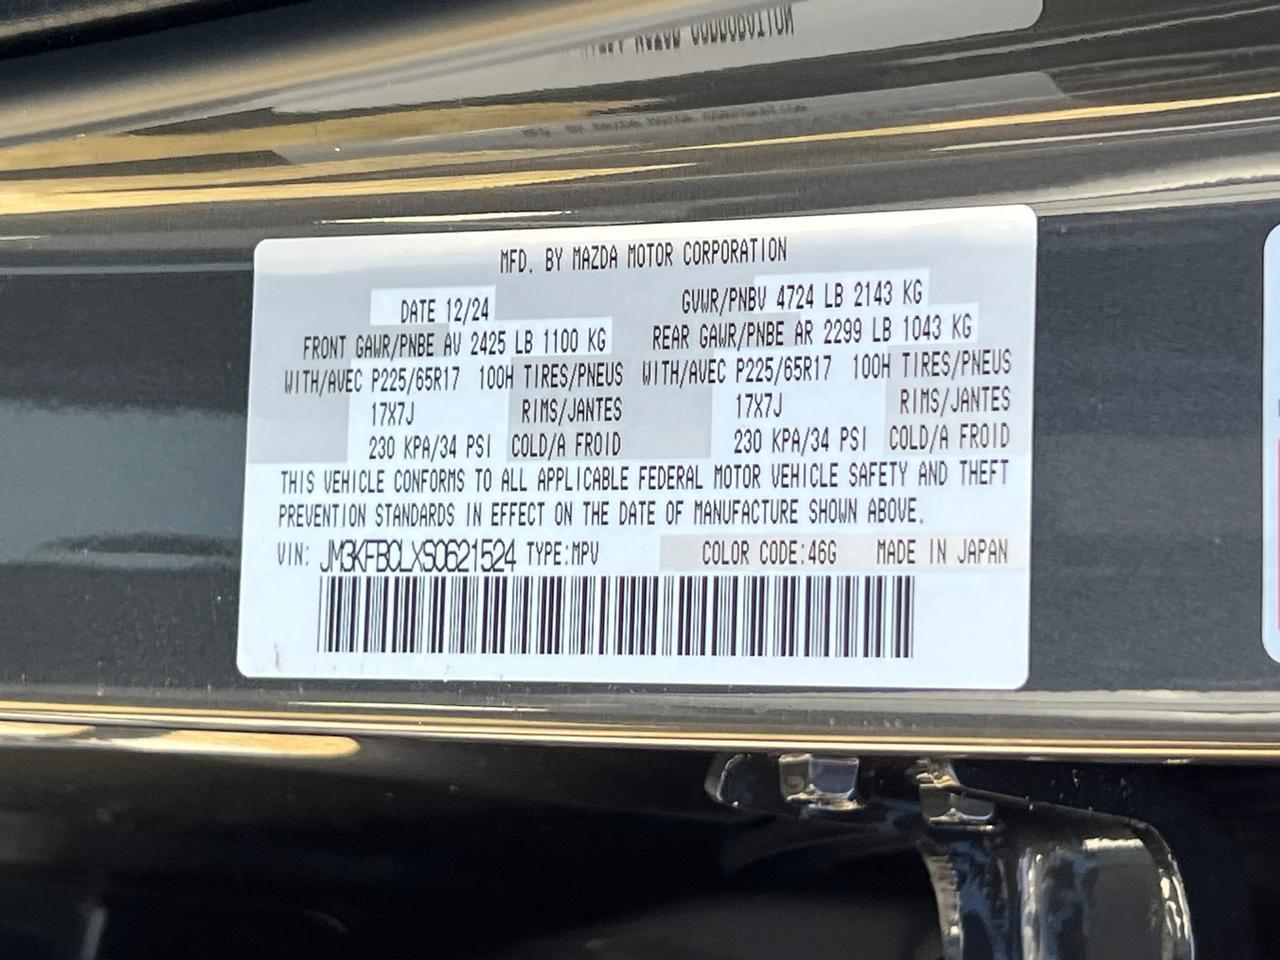 MFD. BY MAZDA MOTOR CORPORATION
DATE 12/24 GVWR/PNBV 4724 LB 2143 KG
FRONT GAWR/PNBE AV 2425 LB 1100 KG REAR GAWR/PNBE AR 2299 LB 1043 KG
WITH/AVEC P225/65R17 100H TIRES/PNEUS WITH/AVEC P225/65R17 100H TIRES/PNEUS
17X7J RIMS/JANTES 17X7J RIMS/JANTES
230 KPA/34 PSI COLD/A FROID 230 KPA/34 PSI COLD/A FROID
THIS VEHICLE CONFORMS TO ALL APPLICABLE FEDERAL MOTOR VEHICLE SAFETY AND THEFT
PREVENTION STANDARDS IN EFFECT ON THE DATE OF MANUFACTURE SHOWN ABOVE.
VIN: JM3KFBCLXS0621524 TYPE:MPV COLOR CODE:46G MADE IN JAPAN